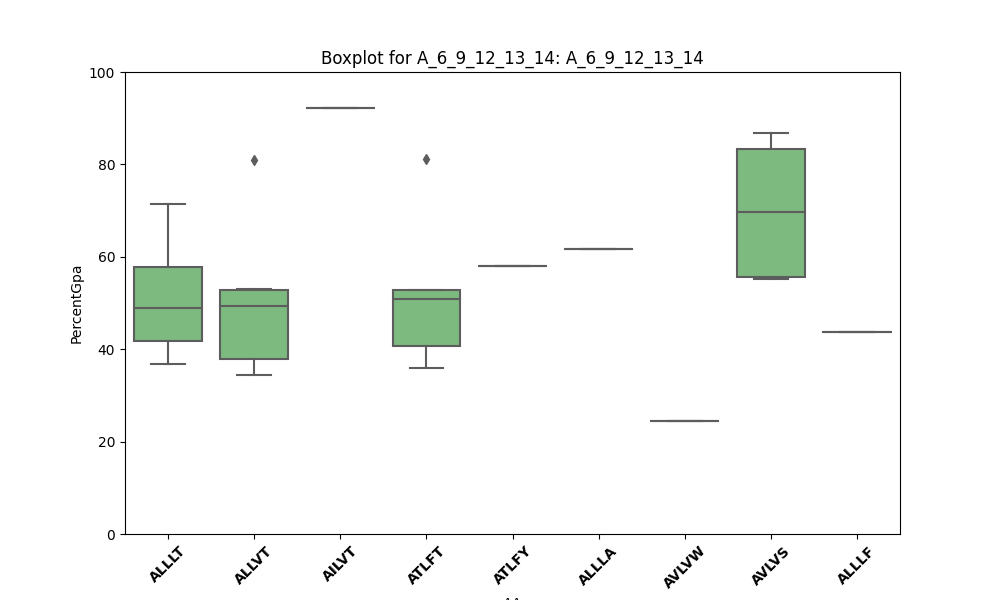 Boxplot for A_6_9_12_13_14: A_6_9_12_13_14
100
80
60
40
20
0
PercentGpa
ALLLT
ALLVT
AILVT
ATLFT
ATLFY
ALLLA
AVLVW
AVLVS
ALLLF